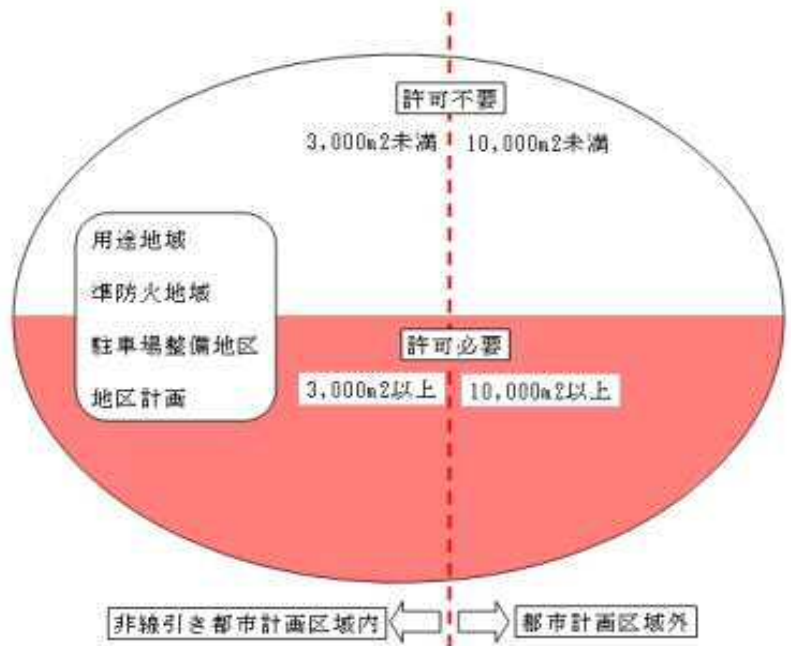 許可不要
3,000m2未満 10,000m2未満
用途地域
準防火地域
駐車場整備地区
地区計画
許可必要
3,000m2以上 10,000m2以上
非線引き都市計画区域内 都市計画区域外